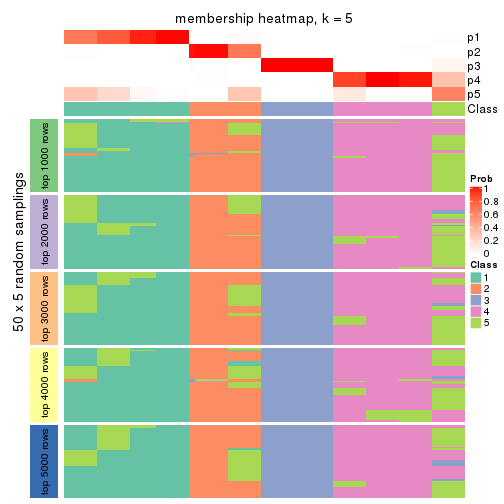 membership heatmap, k = 5
p1
p2
p3
p4
p5
Class
50 x 5 random samplings
top 1000 rows
top 2000 rows
top 3000 rows
top 4000 rows
top 5000 rows
Prob
1
0.8
0.6
0.4
0.2
0
Class
1
2
3
4
5